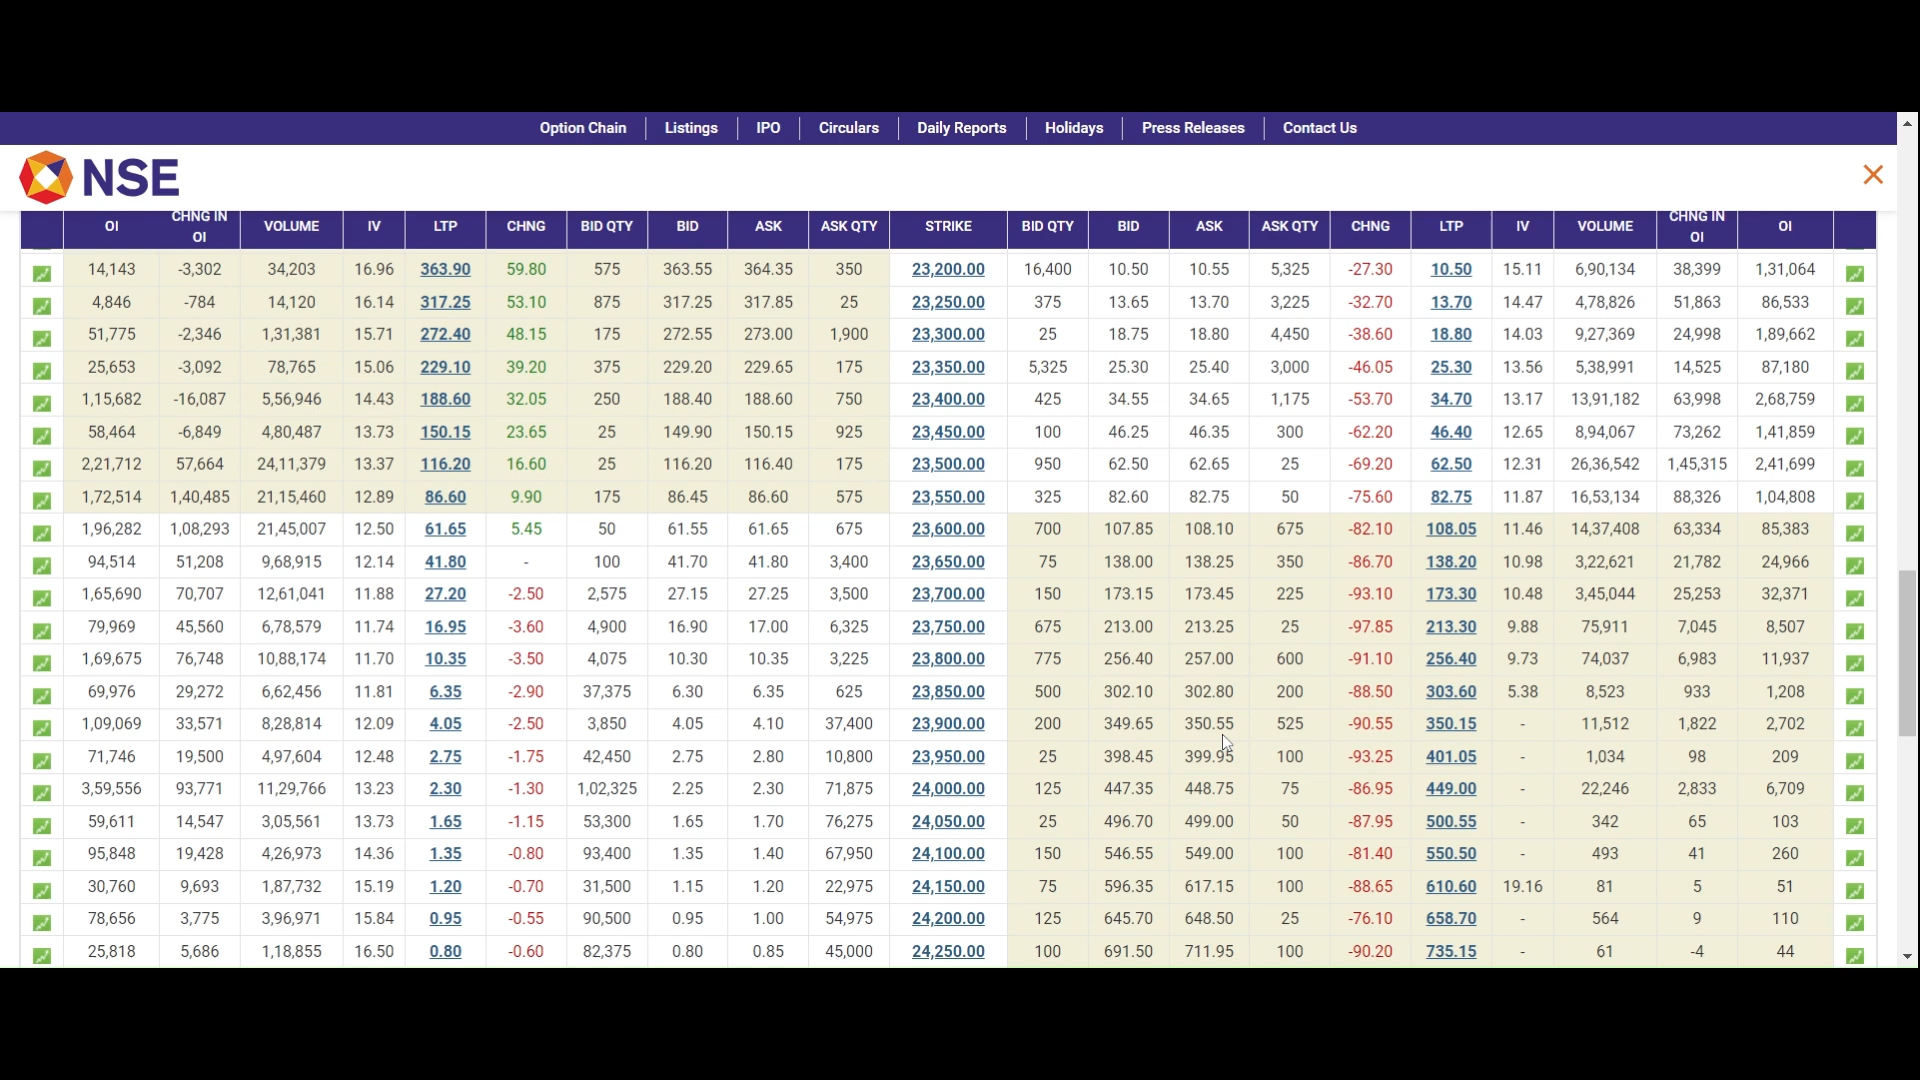 Option Chain Listings IPO Circulars Daily Reports Holidays Press Releases Contact Us
NSE
OI CHNG IN OI VOLUME IV LTP CHNG BID QTY BID ASK ASK QTY STRIKE BID QTY BID ASK ASK QTY CHNG LTP IV VOLUME CHNG IN OI OI
14,143 -3,302 34,203 16.96 363.90 59.80 575 363.55 364.35 350 23,200.00 16,400 10.50 10.55 5,325 -27.30 10.50 15.11 6,90,134 38,399 1,31,064
4,846 -784 14,120 16.14 317.25 53.10 875 317.25 317.85 25 23,250.00 375 13.65 13.70 3,225 -32.70 13.70 14.47 4,78,826 51,863 86,533
51,775 -2,346 1,31,381 15.71 272.40 48.15 175 272.55 273.00 1,900 23,300.00 25 18.75 18.80 4,450 -38.60 18.80 14.03 9,27,369 24,998 1,89,662
25,653 -3,092 78,765 15.06 229.10 39.20 375 229.20 229.65 175 23,350.00 5,325 25.30 25.40 3,000 -46.05 25.30 13.56 5,38,991 14,525 87,180
1,15,682 -16,087 5,56,946 14.43 188.60 32.05 250 188.40 188.60 750 23,400.00 425 34.55 34.65 1,175 -53.70 34.70 13.17 13,91,182 63,998 2,68,759
58,464 -6,849 4,80,487 13.73 150.15 23.65 25 149.90 150.15 925 23,450.00 100 46.25 46.35 300 -62.20 46.40 12.65 8,94,067 73,262 1,41,859
2,21,712 57,664 24,11,379 13.37 116.20 16.60 25 116.20 116.40 175 23,500.00 950 62.50 62.65 25 -69.20 62.50 12.31 26,36,542 1,45,315 2,41,699
1,72,514 1,40,485 21,15,460 12.89 86.60 9.90 175 86.45 86.60 575 23,550.00 325 82.60 82.75 50 -75.60 82.75 11.87 16,53,134 88,326 1,04,808
1,96,282 1,08,293 21,45,007 12.50 61.65 5.45 50 61.55 61.65 675 23,600.00 700 107.85 108.10 675 -82.10 108.05 11.46 14,37,408 63,334 85,383
94,514 51,208 9,68,915 12.14 41.80 - 100 41.70 41.80 3,400 23,650.00 75 138.00 138.25 350 -86.70 138.20 10.98 3,22,621 21,782 24,966
1,65,690 70,707 12,61,041 11.88 27.20 -2.50 2,575 27.15 27.25 3,500 23,700.00 150 173.15 173.45 225 -93.10 173.30 10.48 3,45,044 25,253 32,371
79,969 45,560 6,78,579 11.74 16.95 -3.60 4,900 16.90 17.00 6,325 23,750.00 675 213.00 213.25 25 -97.85 213.30 9.88 75,911 7,045 8,507
1,69,675 76,748 10,88,174 11.70 10.35 -3.50 4,075 10.30 10.35 3,225 23,800.00 775 256.40 257.00 600 -91.10 256.40 9.73 74,037 6,983 11,937
69,976 29,272 6,62,456 11.81 6.35 -2.90 37,375 6.30 6.35 625 23,850.00 500 302.10 302.80 200 -88.50 303.60 5.38 8,523 933 1,208
1,09,069 33,571 8,28,814 12.09 4.05 -2.50 3,850 4.05 4.10 37,400 23,900.00 200 349.65 350.55 525 -90.55 350.15 - 11,512 1,822 2,702
71,746 19,500 4,97,604 12.48 2.75 -1.75 42,450 2.75 2.80 10,800 23,950.00 25 398.45 399.95 100 -93.25 401.05 - 1,034 98 209
3,59,556 93,771 11,29,766 13.23 2.30 -1.30 1,02,325 2.25 2.30 71,875 24,000.00 125 447.35 448.75 75 -86.95 449.00 - 22,246 2,833 6,709
59,611 14,547 3,05,561 13.73 1.65 -1.15 53,300 1.65 1.70 76,275 24,050.00 25 496.70 499.00 50 -87.95 500.55 - 342 65 103
95,848 19,428 4,26,973 14.36 1.35 -0.80 93,400 1.35 1.40 67,950 24,100.00 150 546.55 549.00 100 -81.40 550.50 - 493 41 260
30,760 9,693 1,87,732 15.19 1.20 -0.70 31,500 1.15 1.20 22,975 24,150.00 75 596.35 617.15 100 -88.65 610.60 19.16 81 5 51
78,656 3,775 3,96,971 15.84 0.95 -0.55 90,500 0.95 1.00 54,975 24,200.00 125 645.70 648.50 25 -76.10 658.70 - 564 9 110
25,818 5,686 1,18,855 16.50 0.80 -0.60 82,375 0.80 0.85 45,000 24,250.00 100 691.50 711.95 100 -90.20 735.15 - 61 -4 44